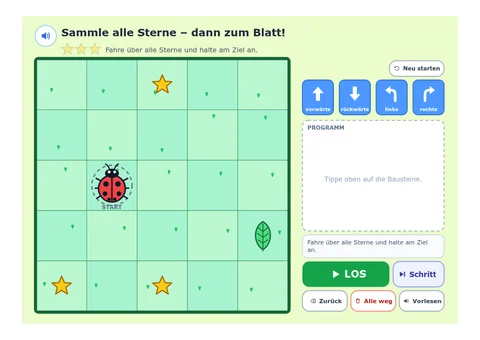 Sammle alle Sterne – dann zum Blatt!
Fahre über alle Sterne und halte am Ziel an.
Neu starten
vorwärts
rückwärts
links
rechts
PROGRAMM
Tippe oben auf die Bausteine.
START
Fahre über alle Sterne und halte am Ziel
an.
LOS
Schritt
Zurück
Alle weg
Vorlesen